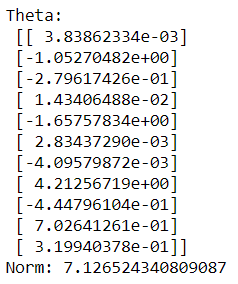 Theta:
[[ 3.83862334e-03]
[-1.05270482e+00]
[-2.79617426e-01]
[ 1.43406488e-02]
[-1.65757834e+00]
[ 2.83437290e-03]
[-4.09579872e-03]
[ 4.21256719e+00]
[-4.44796104e-01]
[ 7.02641261e-01]
[ 3.19940378e-01]]
Norm: 7.126524340809087